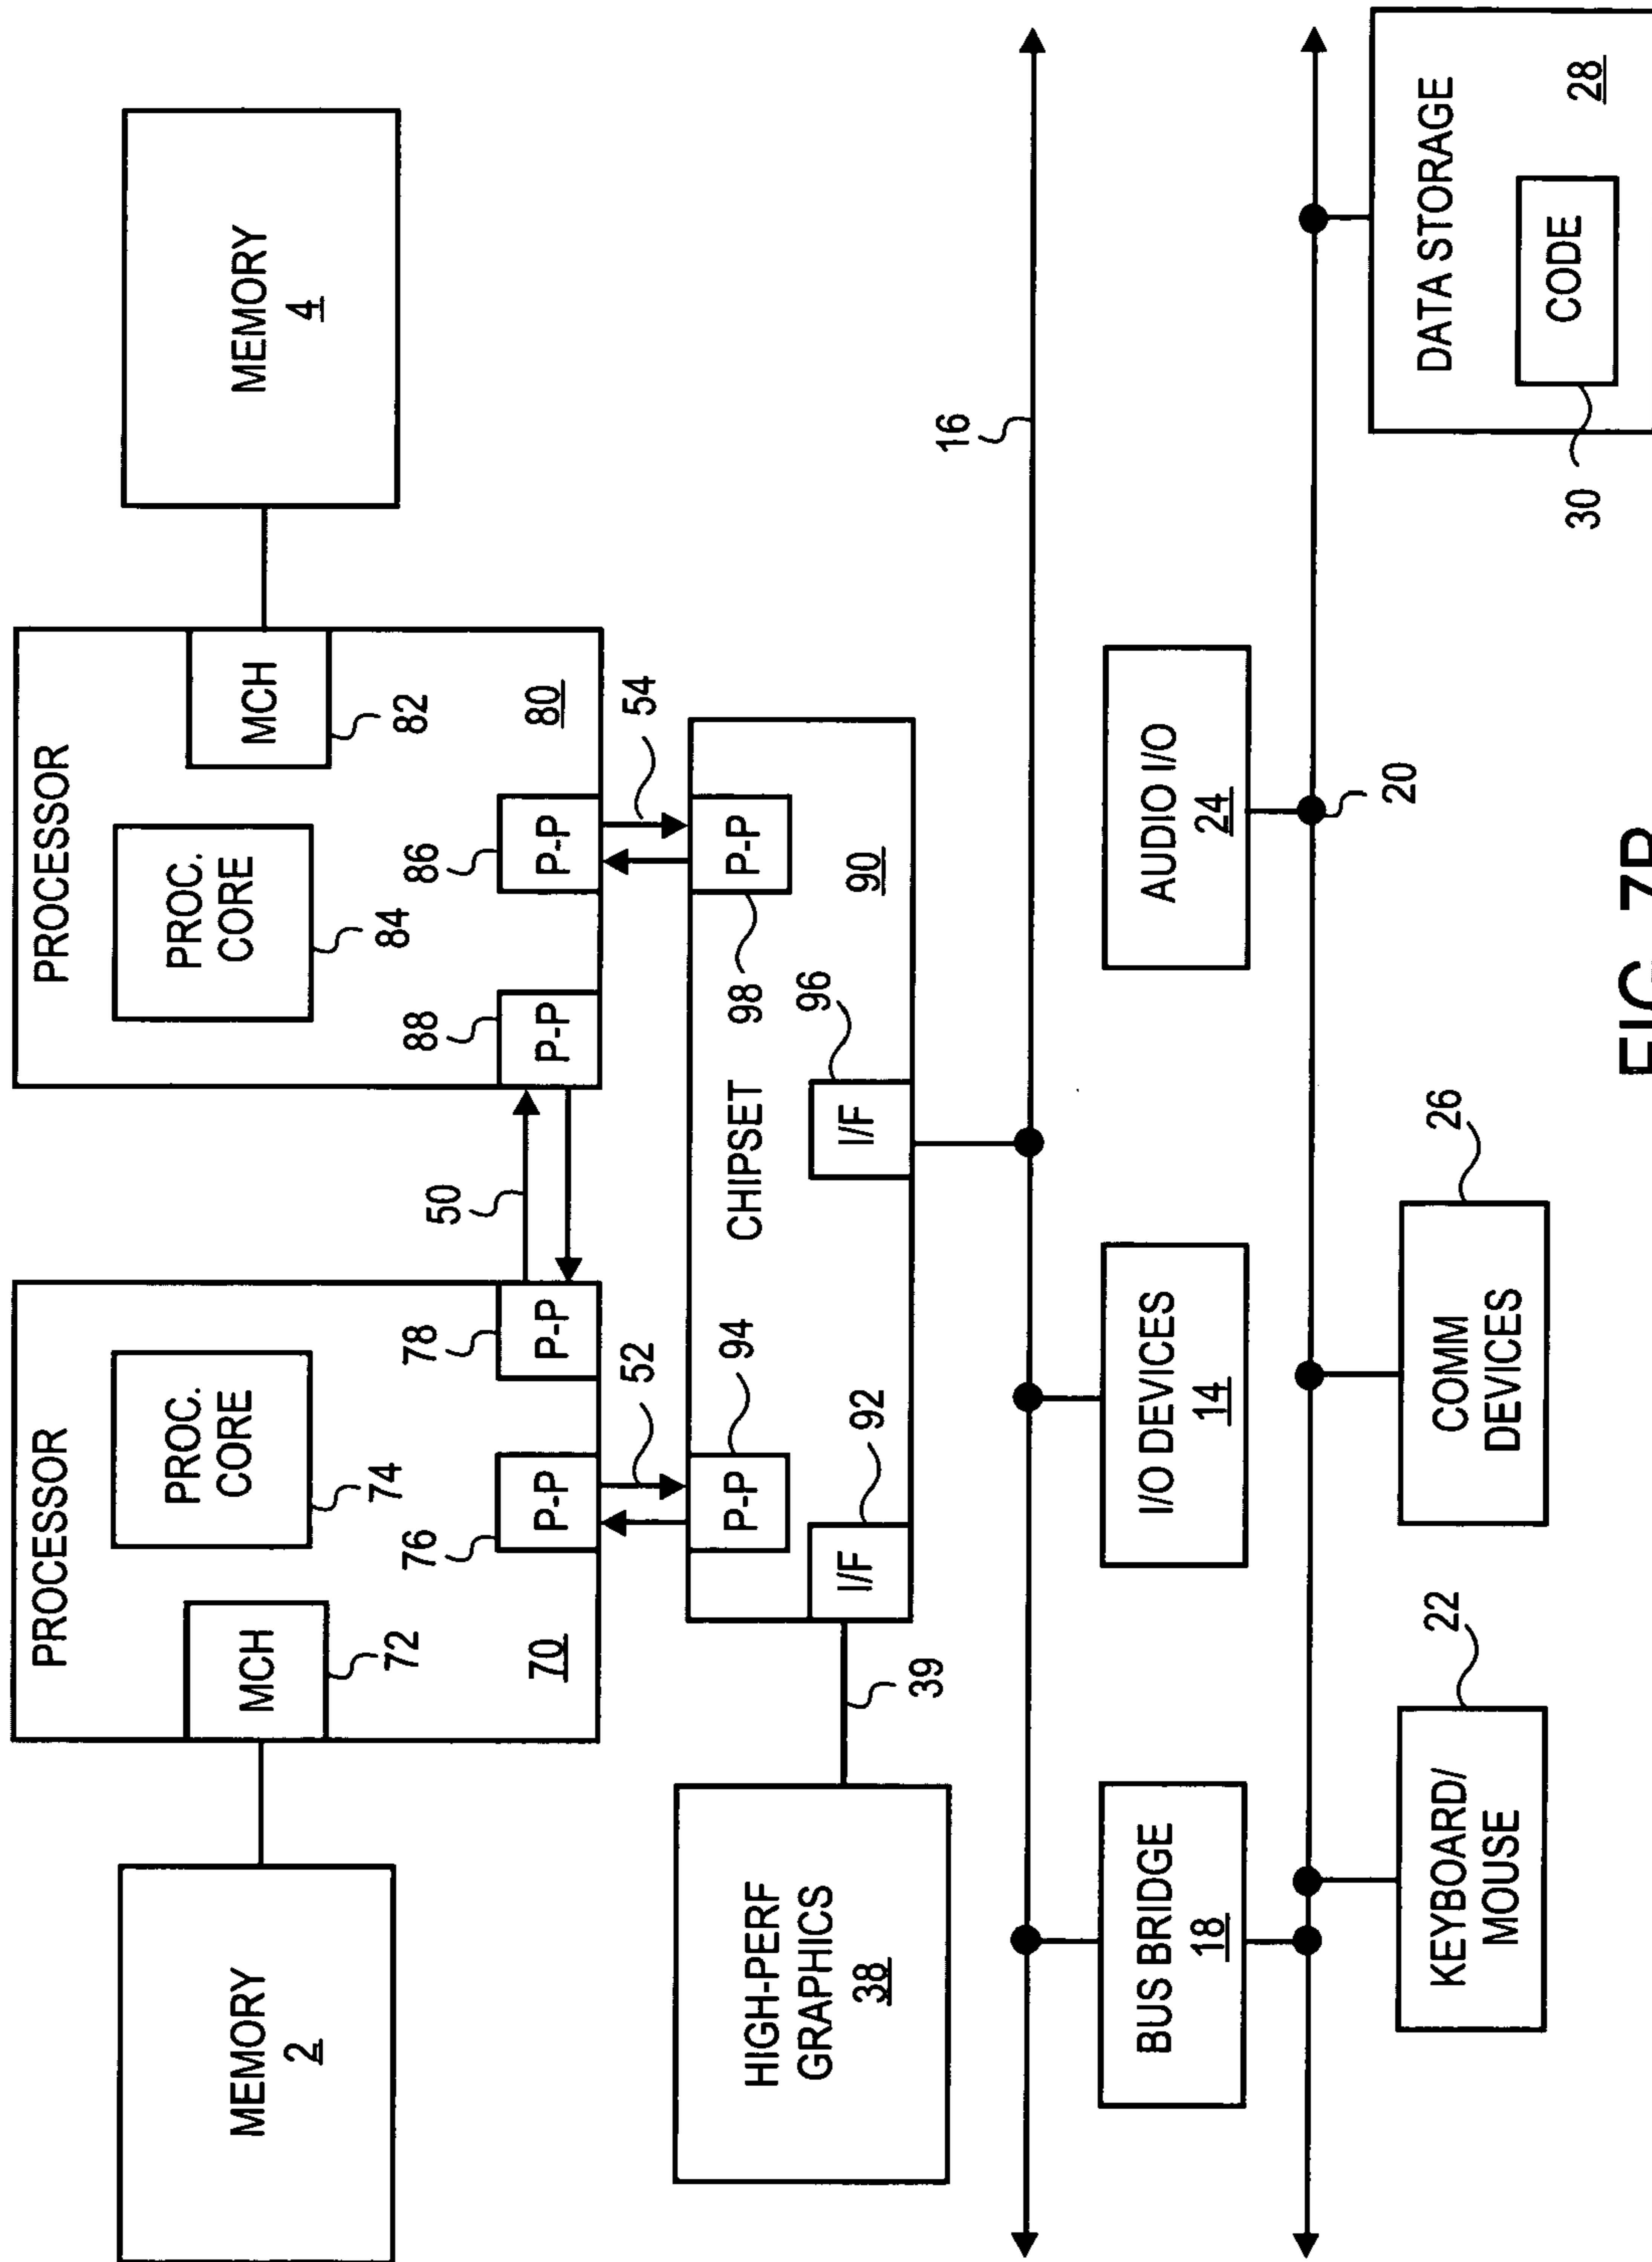 PROCESSOR
PROCESSOR
MEMORY
2
MCH
72
PROC.
CORE
74
70
76
P-P
78
P-P
50
88
P-P
PROC.
CORE
84
86
P-P
MCH
82
80
MEMORY
4
52
54
HIGH-PERF
GRAPHICS
38
39
P-P
94
I/F
92
CHIPSET
I/F
96
98
P-P
90
16
BUS BRIDGE
18
I/O DEVICES
14
AUDIO I/O
24
20
KEYBOARD/
MOUSE
22
COMM
DEVICES
26
DATA STORAGE
28
CODE
30
FIG. 7B